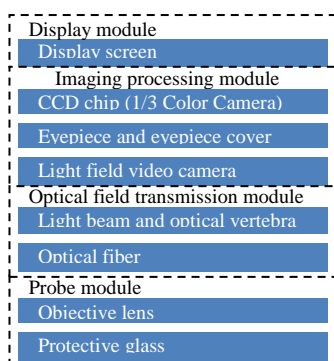 Display module
Display screen
Imaging processing module
CCD chip (1/3 Color Camera)
Eyepiece and eyepiece cover
Light field video camera
Optical field transmission module
Light beam and optical vertebra
Optical fiber
Probe module
Objective lens
Protective glass